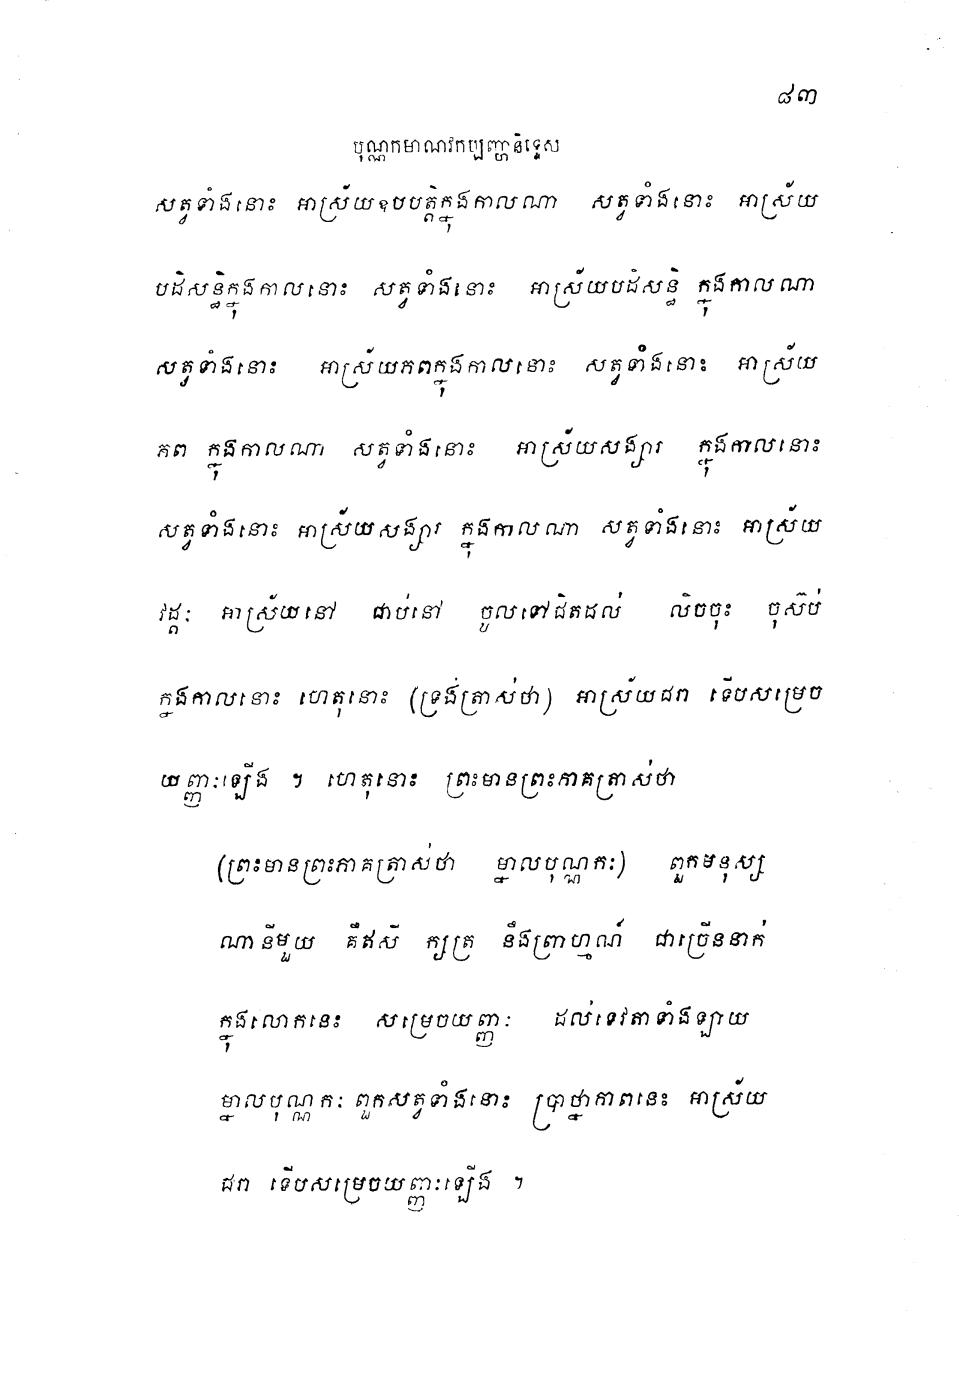 ៨៣
បុណ្ណកមាណវកប្បញ្ហានិទ្ទេស
សត្វទាំងនោះ អាស្រ័យឧបបត្តិក្នុងកាលណា សត្វទាំងនោះ អាស្រ័យ
បដិសន្ធិក្នុងកាលនោះ សត្វទាំងនោះ អាស្រ័យបដិសន្ធិ ក្នុងកាលណា
សត្វទាំងនោះ អាស្រ័យភពក្នុងកាលនោះ សត្វទាំងនោះ អាស្រ័យ
ភព ក្នុងកាលណា សត្វទាំងនោះ អាស្រ័យសង្សារ ក្នុងកាលនោះ
សត្វទាំងនោះ អាស្រ័យសង្សារ ក្នុងកាលណា សត្វទាំងនោះ អាស្រ័យ
វដ្ដៈ អាស្រ័យនៅ ជាប់នៅ ចូលទៅជិតដល់ លិចចុះ ចុស៊ប់
ក្នុងកាលនោះ ហេតុនោះ (ទ្រង់ត្រាស់ថា) អាស្រ័យជរា ទើបសម្រេច
យញ្ញៈឡើង ។ ហេតុនោះ ព្រះមានព្រះភាគត្រាស់ថា
(ព្រះមានព្រះភាគត្រាស់ថា ម្នាលបុណ្ណកៈ) ពួកមនុស្ស
ណានីមួយ គឺឥសី ក្សត្រ នឹងព្រាហ្មណ៍ ជាច្រើននាក់
ក្នុងលោកនេះ សម្រេចយញ្ញៈ ដល់ទេវតាទាំងឡាយ
ម្នាលបុណ្ណកៈ ពួកសត្វទាំងនោះ ប្រាថ្នាភាពនេះ អាស្រ័យ
ជរា ទើបសម្រេចយញ្ញៈឡើង ។